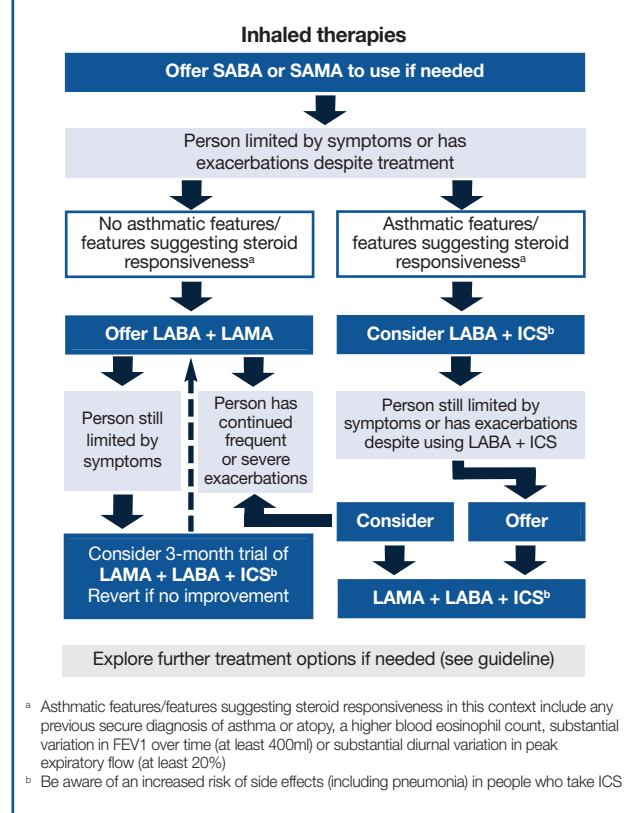 Inhaled therapies
Offer SABA or SAMA to use if needed
Person limited by symptoms or has
exacerbations despite treatment
No asthmatic features/
features suggesting steroid
responsivenessᵃ
Asthmatic features/
features suggesting steroid
responsivenessᵃ
Offer LABA + LAMA
Consider LABA + ICSᵇ
Person still
limited by
symptoms
Person has
continued
frequent
or severe
exacerbations
Person still limited by
symptoms or has exacerbations
despite using LABA + ICS
Consider
Offer
Consider 3-month trial of
LAMA + LABA + ICSᵇ
Revert if no improvement
LAMA + LABA + ICSᵇ
Explore further treatment options if needed (see guideline)
ᵃ Asthmatic features/features suggesting steroid responsiveness in this context include any
previous secure diagnosis of asthma or atopy, a higher blood eosinophil count, substantial
variation in FEV1 over time (at least 400ml) or substantial diurnal variation in peak
expiratory flow (at least 20%)
ᵇ Be aware of an increased risk of side effects (including pneumonia) in people who take ICS